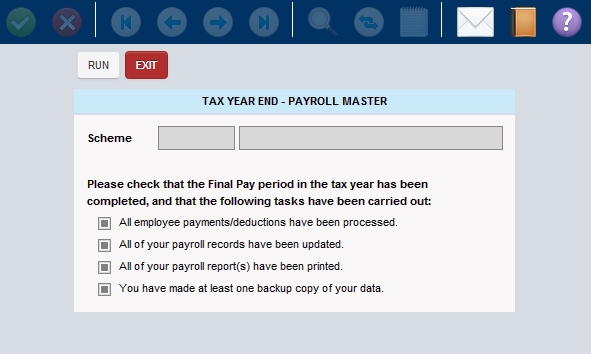 RUN EXIT
TAX YEAR END - PAYROLL MASTER
Scheme
Please check that the Final Pay period in the tax year has been
completed, and that the following tasks have been carried out:
All employee payments/deductions have been processed.
All of your payroll records have been updated.
All of your payroll report(s) have been printed.
You have made at least one backup copy of your data.